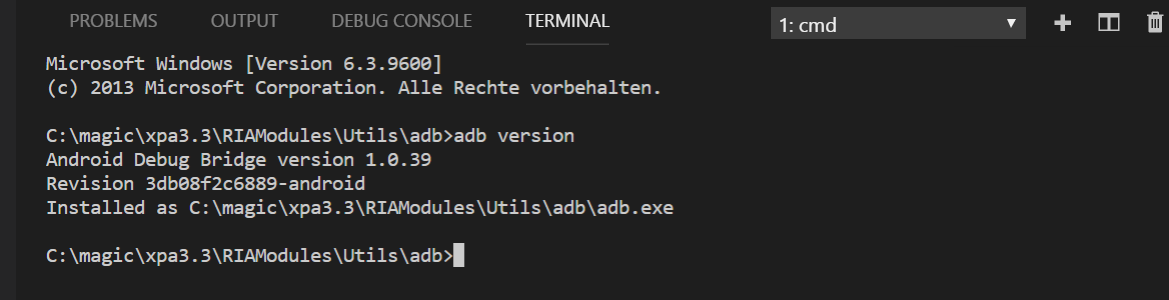 PROBLEMS OUTPUT DEBUG CONSOLE TERMINAL 1: cmd
Microsoft Windows [Version 6.3.9600]
(c) 2013 Microsoft Corporation. Alle Rechte vorbehalten.
C:\magic\xpa3.3\RIAModules\Utils\adb>adb version
Android Debug Bridge version 1.0.39
Revision 3db08f2c6889-android
Installed as C:\magic\xpa3.3\RIAModules\Utils\adb\adb.exe
C:\magic\xpa3.3\RIAModules\Utils\adb>